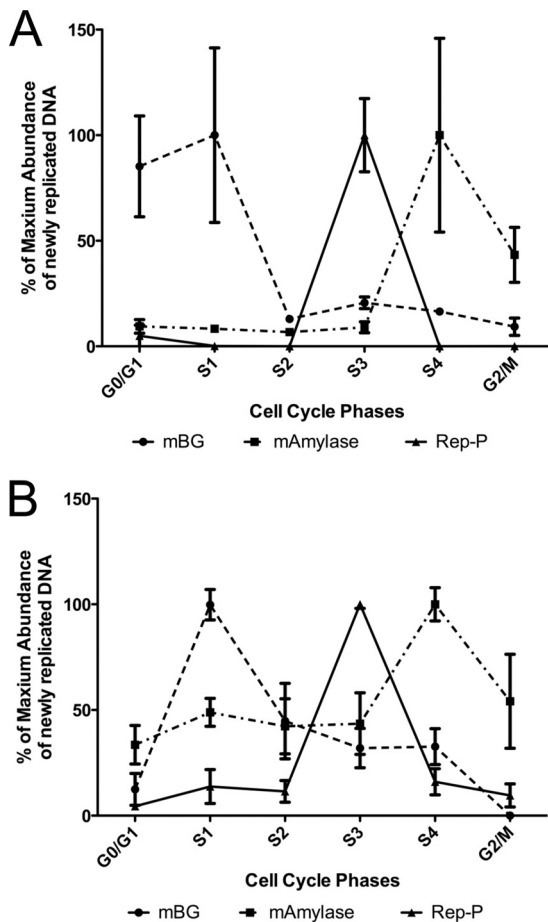 A
% of Maxium Abundance
of newly replicated DNA
150
100
50
0
G0/G1
S1
S2
S3
S4
G2/M
Cell Cycle Phases
mBG mAmylase Rep-P
B
% of Maxium Abundance
of newly replicated DNA
150
100
50
0
G0/G1
S1
S2
S3
S4
G2/M
Cell Cycle Phases
mBG mAmylase Rep-P